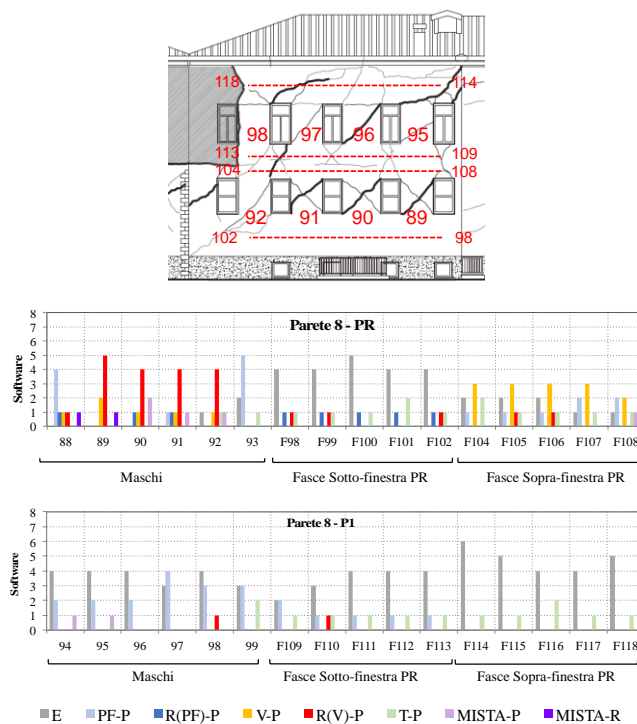 118 114
98 97 96 95
113 109
104 108
92 91 90 89
102 98
Parete 8 - PR
Software
8
7
6
5
4
3
2
1
0
88 89 90 91 92 93 F98 F99 F100 F101 F102 F104 F105 F106 F107 F108
Maschi Fasce Sotto-finestra PR Fasce Sopra-finestra PR
Parete 8 - P1
Software
8
7
6
5
4
3
2
1
0
94 95 96 97 98 99 F109 F110 F111 F112 F113 F114 F115 F116 F117 F118
Maschi Fasce Sotto-finestra PR Fasce Sopra-finestra PR
E PF-P R(PF)-P V-P R(V)-P T-P MISTA-P MISTA-R